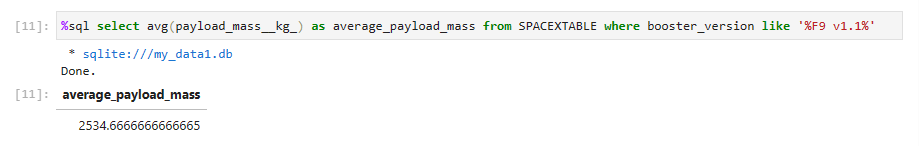 [11]: %sql select avg(payload_mass__kg_) as average_payload_mass from SPACEXTABLE where booster_version like '%F9 v1.1%'
* sqlite:///my_data1.db
Done.
[11]: average_payload_mass
2534.6666666666665